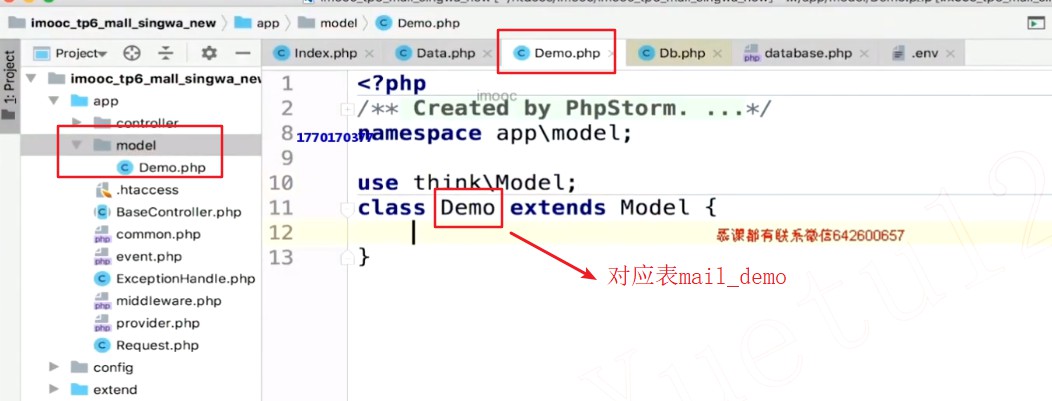 imooc_tp6_mall_singwa_new
app
model
Demo.php
1: Project
Project
Index.php
Data.php
Demo.php
Db.php
database.php
.env
imooc_tp6_mall_singwa_new
app
controller
model
Demo.php
.htaccess
BaseController.php
common.php
event.php
ExceptionHandle.php
middleware.php
provider.php
Request.php
config
extend
1 <?php
imooc
2 /** Created by PhpStorm. ...*/
8 namespace app\model;
9
10 use think\Model;
11 class Demo extends Model {
12
13 }
1770170377
慕课都有联系微信642600657
对应表mail_demo